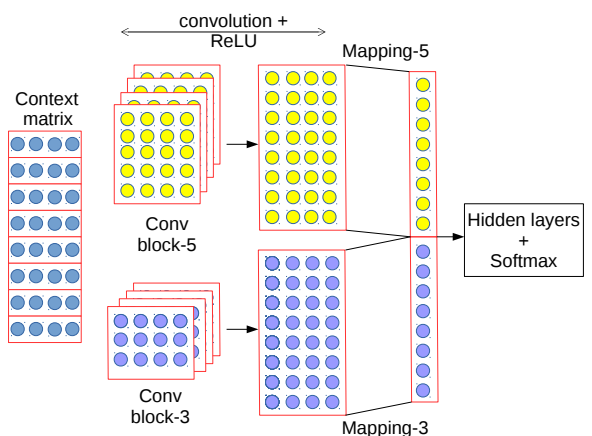 convolution +
ReLU
Mapping-5
Context
matrix
Conv
block-5
Hidden layers
+
Softmax
Conv
block-3
Mapping-3